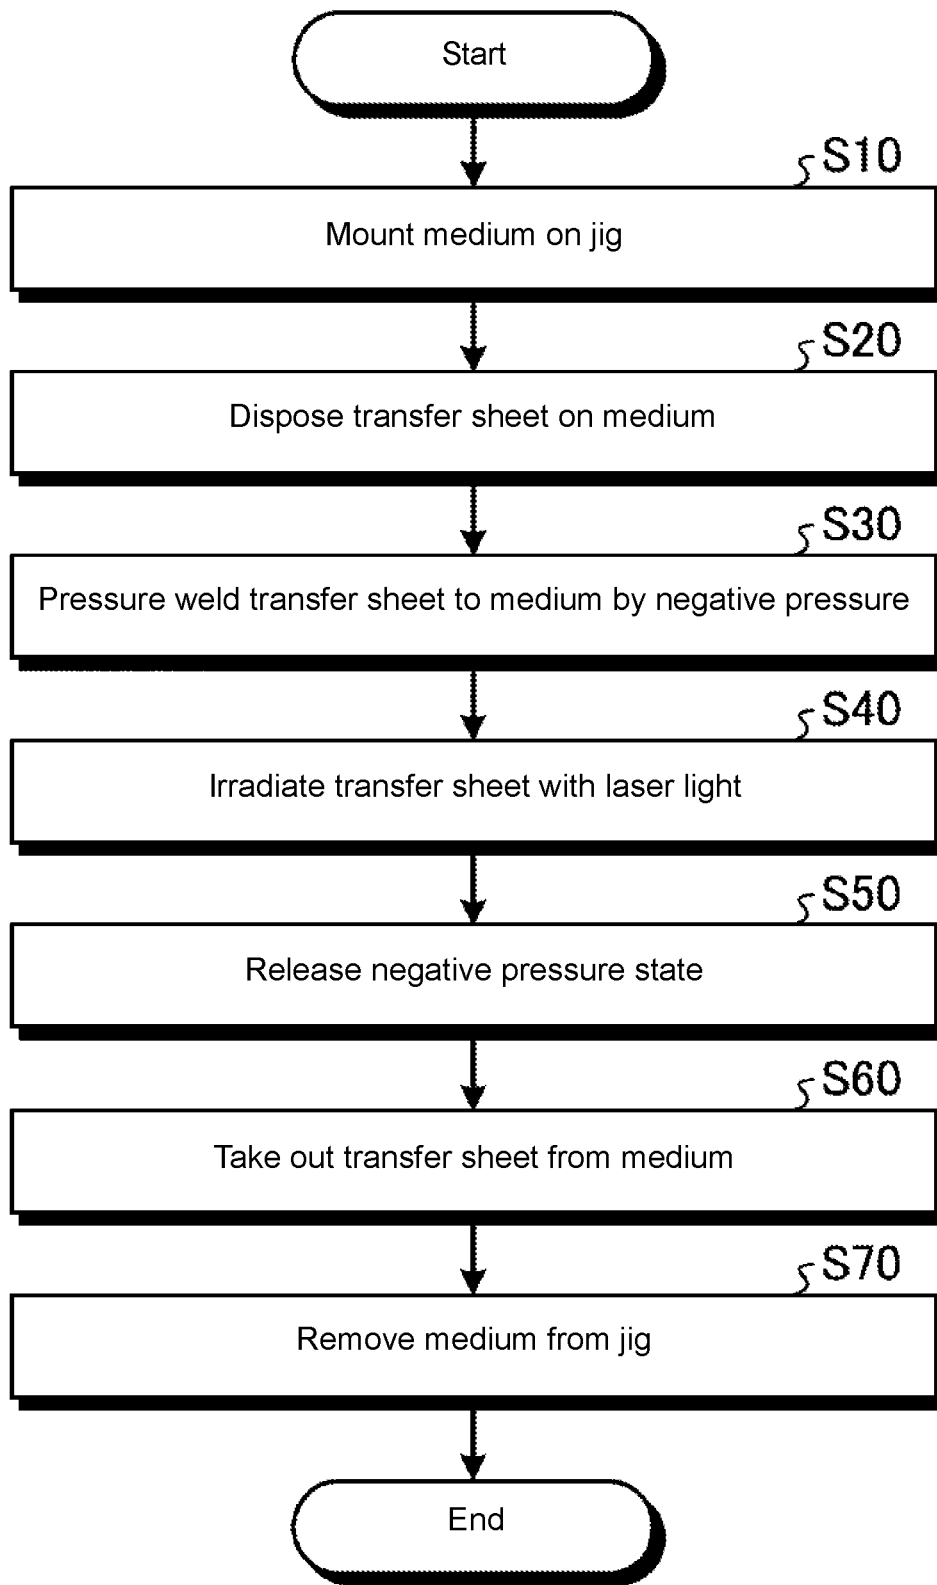 Start
S10
Mount medium on jig
S20
Dispose transfer sheet on medium
S30
Pressure weld transfer sheet to medium by negative pressure
S40
Irradiate transfer sheet with laser light
S50
Release negative pressure state
S60
Take out transfer sheet from medium
S70
Remove medium from jig
End